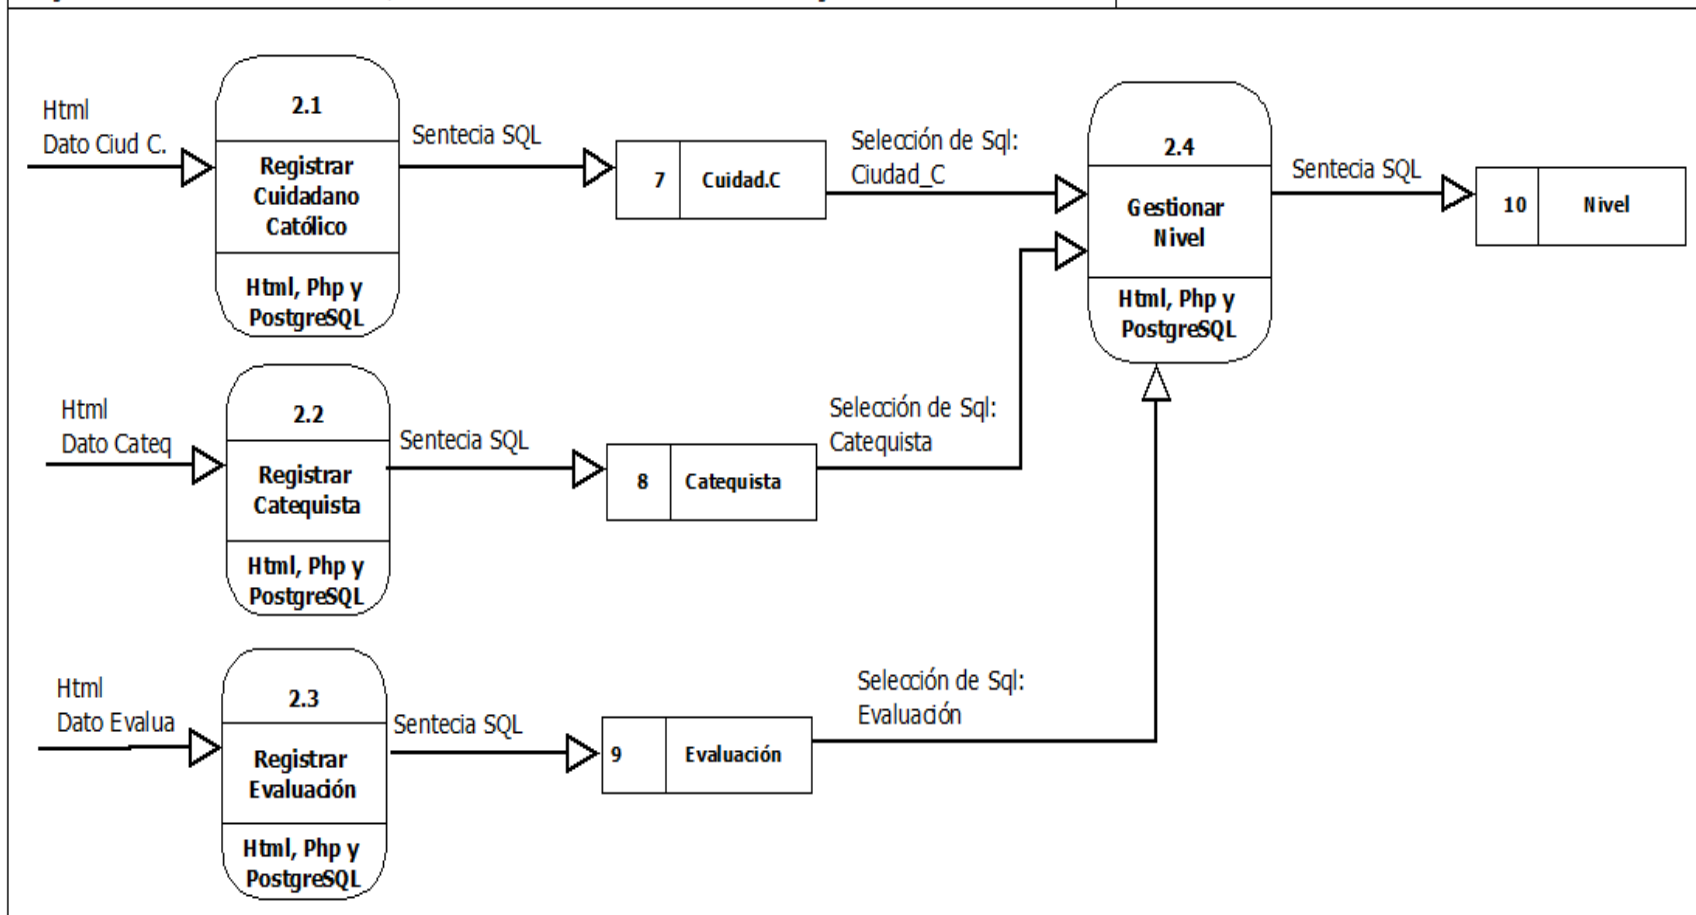 Html
Dato Ciud C.
2.1
Registrar
Cuidadano
Católico
Html, Php y
PostgreSQL
Sentecia SQL
7
Cuidad.C
Selección de Sql:
Ciudad_C
2.4
Gestionar
Nivel
Html, Php y
PostgreSQL
Sentecia SQL
10
Nivel
Html
Dato Cateq
2.2
Registrar
Catequista
Html, Php y
PostgreSQL
Sentecia SQL
8
Catequista
Selección de Sql:
Catequista
Html
Dato Evalua
2.3
Registrar
Evaluación
Html, Php y
PostgreSQL
Sentecia SQL
9
Evaluación
Selección de Sql:
Evaluación